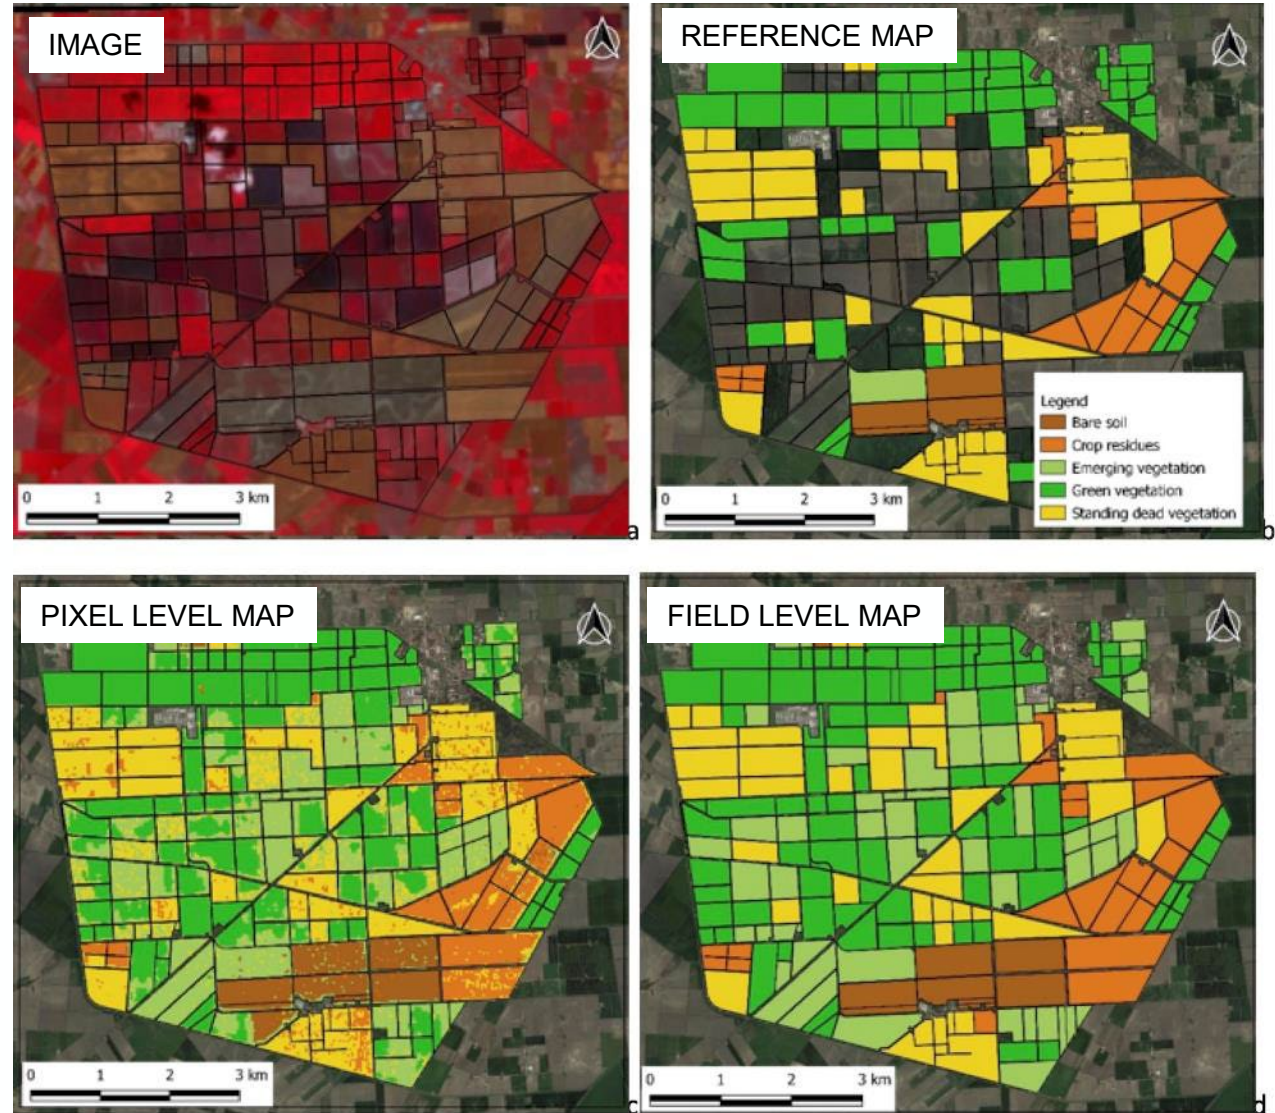 IMAGE
REFERENCE MAP
Legend
Bare soil
Crop residues
Emerging vegetation
Green vegetation
Standing dead vegetation
0 1 2 3 km
a
0 1 2 3 km
b
PIXEL LEVEL MAP
FIELD LEVEL MAP
0 1 2 3 km
c
0 1 2 3 km
d